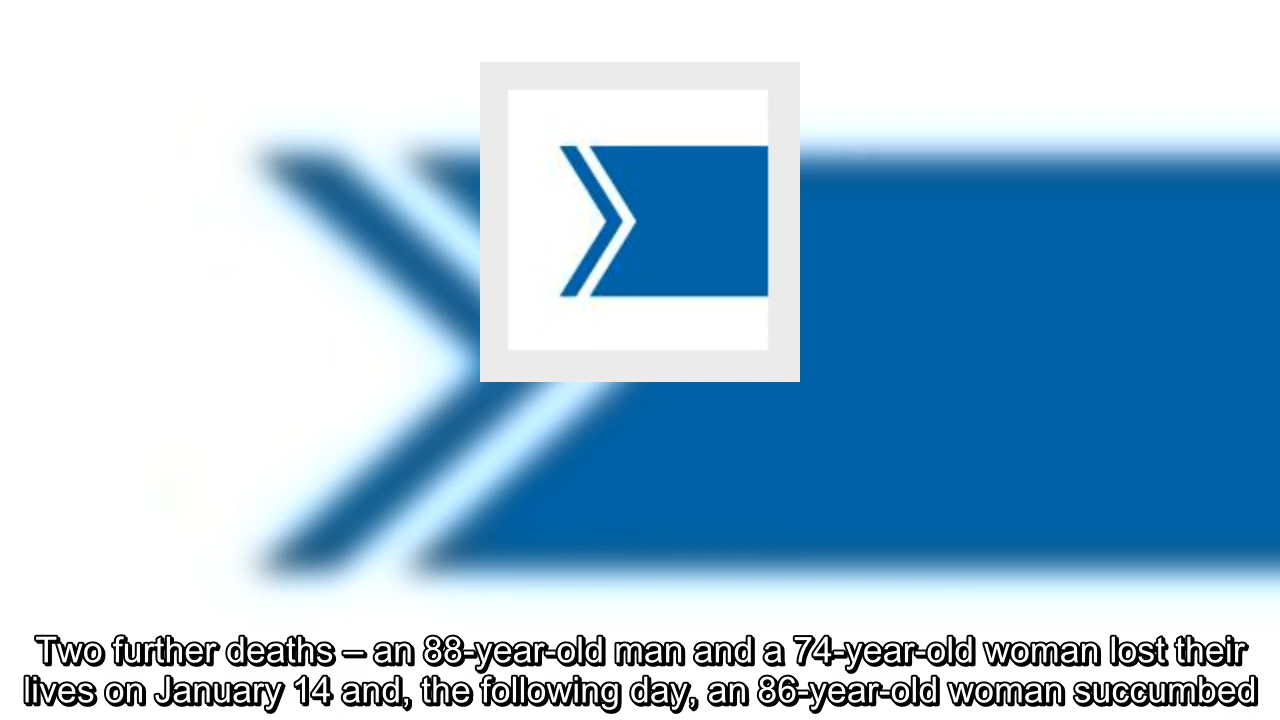 Two further deaths – an 88-year-old man and a 74-year-old woman lost their
lives on January 14 and, the following day, an 86-year-old woman succumbed